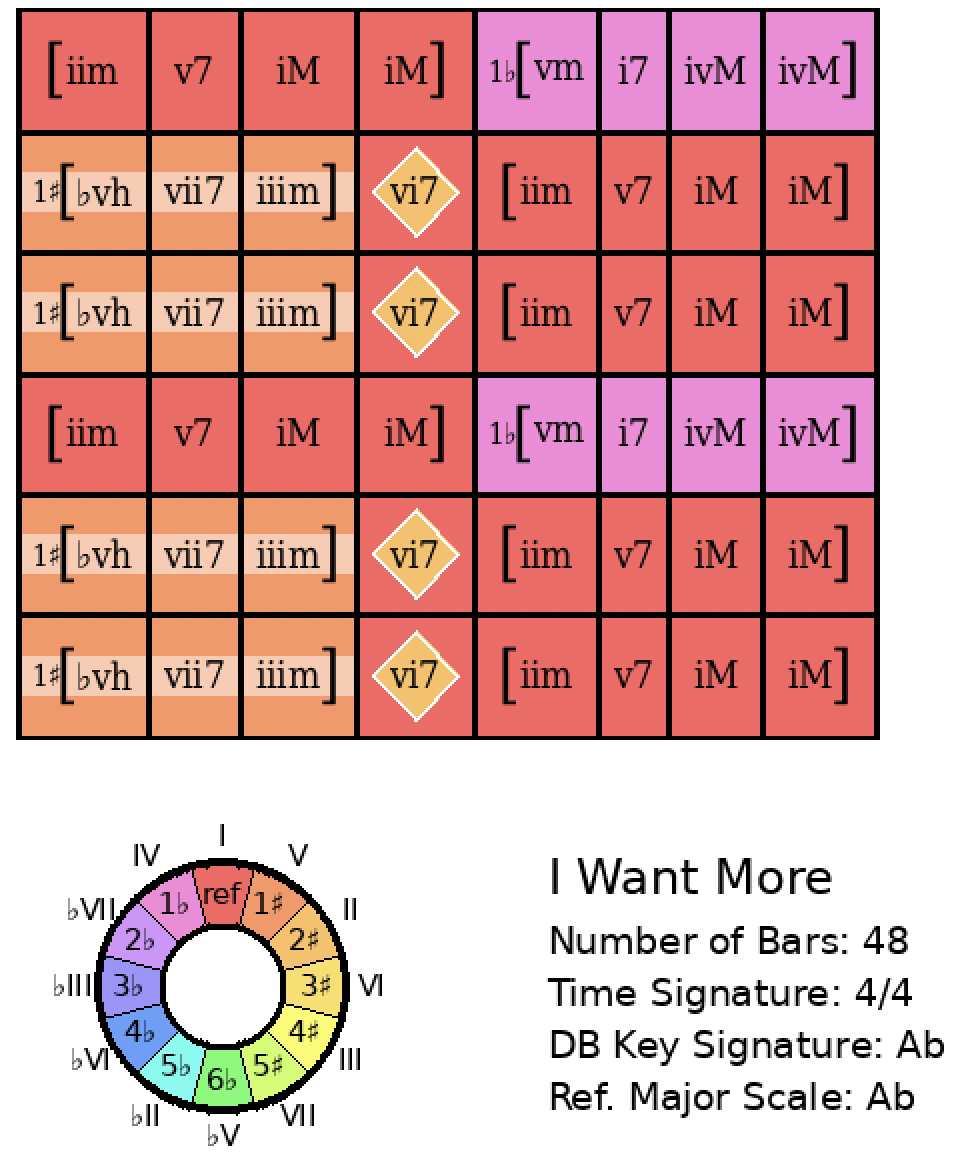 [iim v7 iM iM] 1♭[vm i7 ivM ivM]
1♯[♭vh vii7 iiim] vi7 [iim v7 iM iM]
1♯[♭vh vii7 iiim] vi7 [iim v7 iM iM]
[iim v7 iM iM] 1♭[vm i7 ivM ivM]
1♯[♭vh vii7 iiim] vi7 [iim v7 iM iM]
1♯[♭vh vii7 iiim] vi7 [iim v7 iM iM]
I
IV V
♭VII 1♭ ref 1♯ II
2♭ 2♯
♭III 3♭ 3♯ VI
4♭ 4♯
♭VI 5♭ 6♭ 5♯ III
♭II VII
♭V
I Want More
Number of Bars: 48
Time Signature: 4/4
DB Key Signature: Ab
Ref. Major Scale: Ab